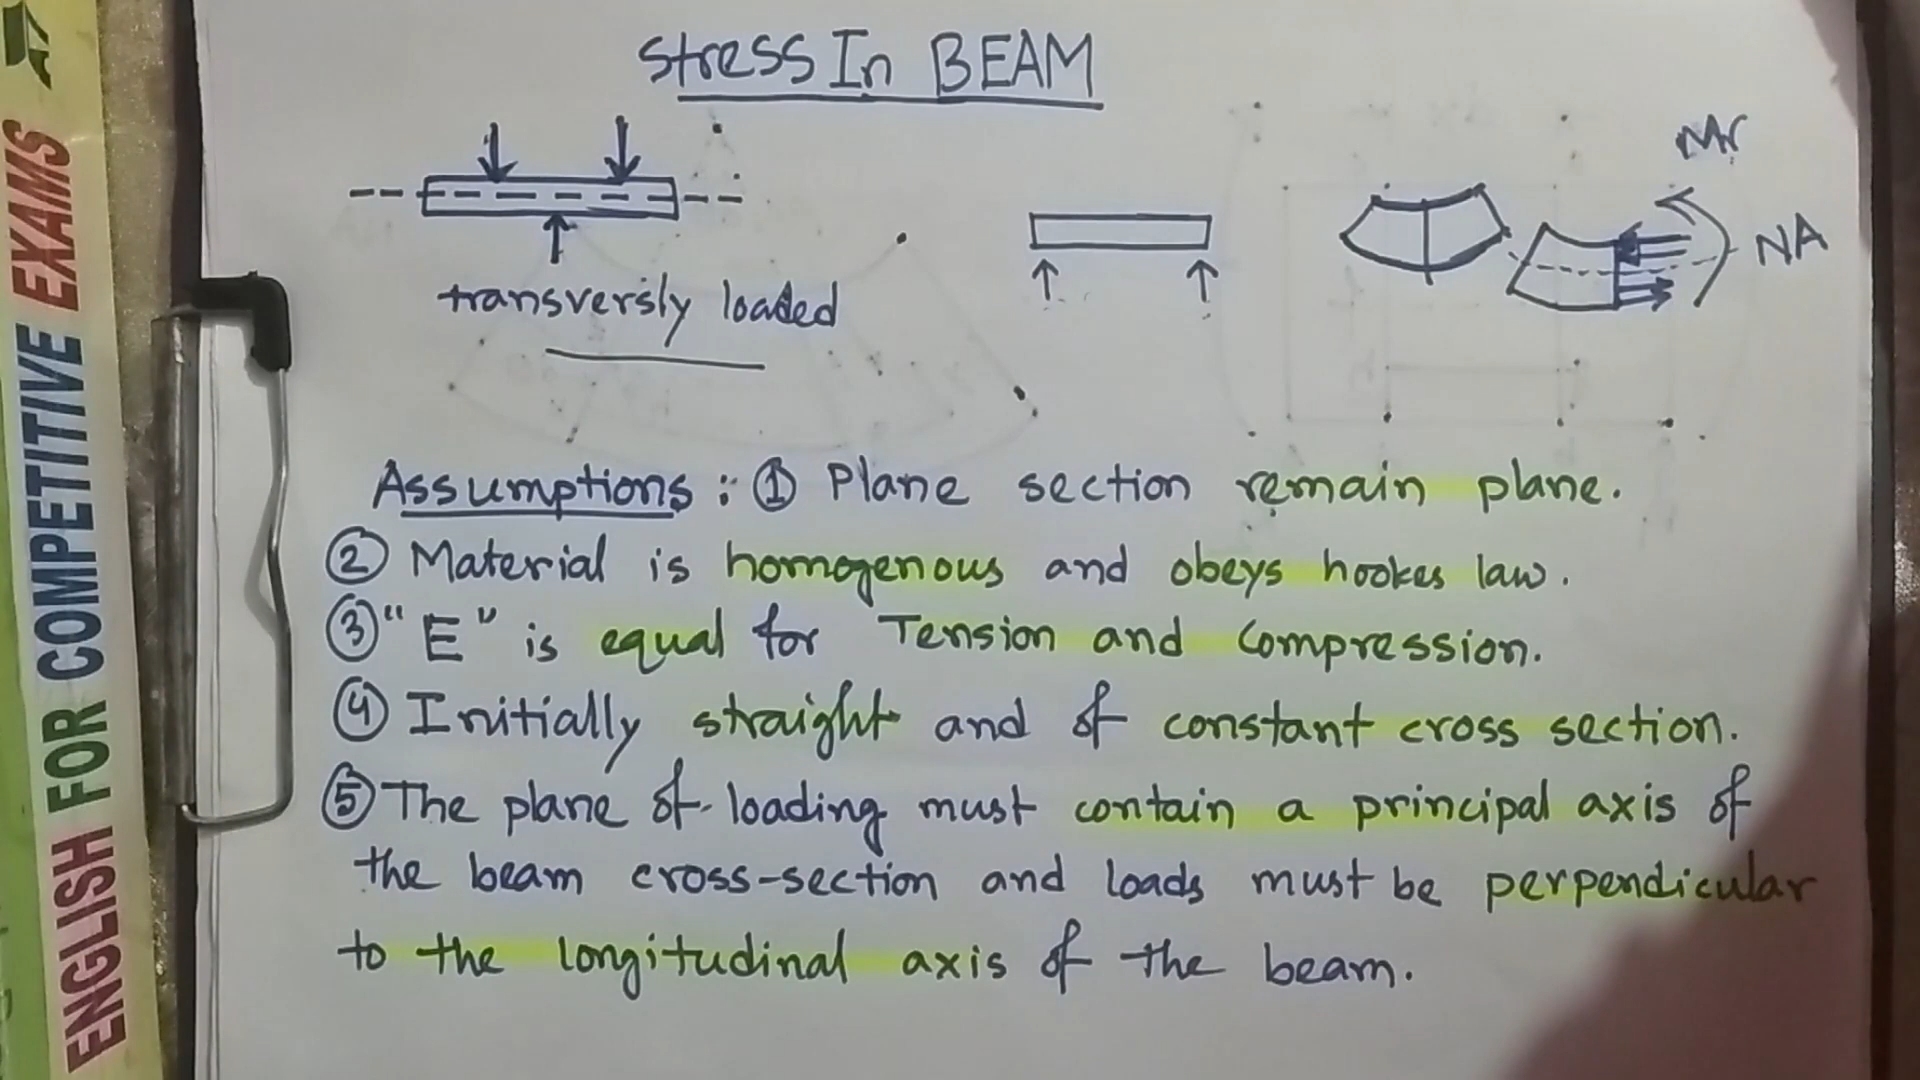 Stress In BEAM
transversly loaded
Mr
NA
Assumptions : ① Plane section remain plane.
② Material is homogenous and obeys hookes law.
③ "E" is equal for Tension and Compression.
④ Initially straight and of constant cross section.
⑤ The plane of loading must contain a principal axis of
the beam cross-section and loads must be perpendicular
to the longitudinal axis of the beam.
ENGLISH FOR COMPETITIVE EXAMS